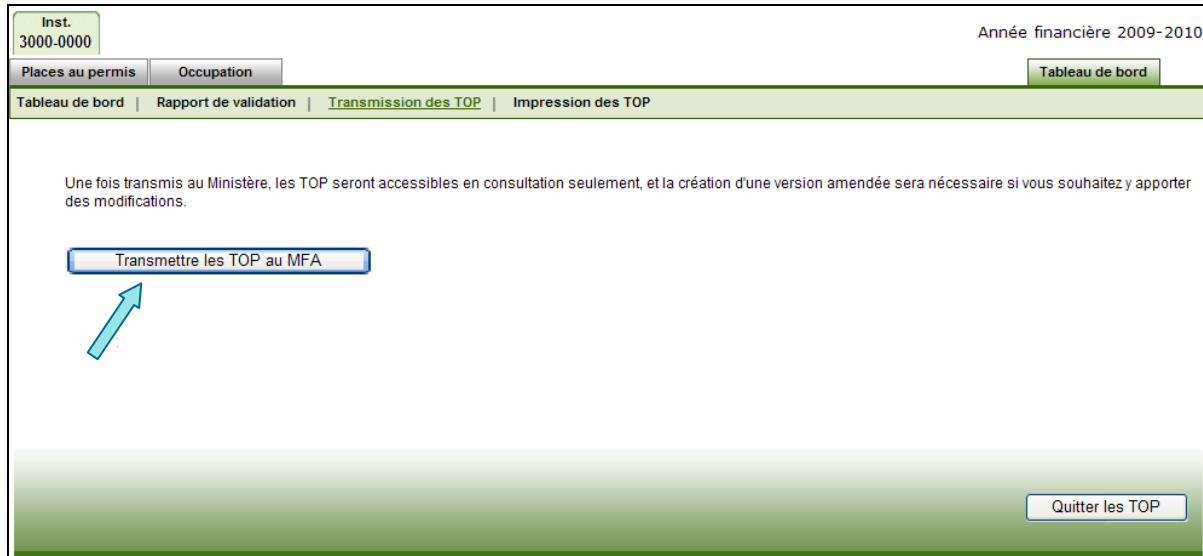 Inst.
3000-0000
Année financière 2009-2010
Places au permis Occupation Tableau de bord
Tableau de bord | Rapport de validation | Transmission des TOP | Impression des TOP
Une fois transmis au Ministère, les TOP seront accessibles en consultation seulement, et la création d'une version amendée sera nécessaire si vous souhaitez y apporter
des modifications.
Transmettre les TOP au MFA
Quitter les TOP